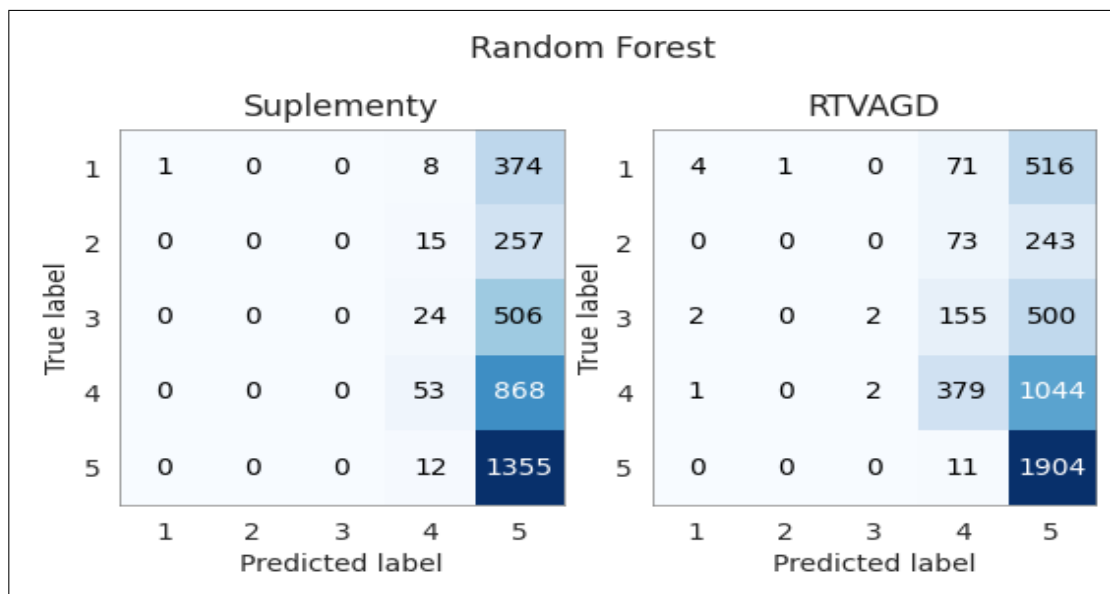 Random Forest
Suplementy
True label
1 1 0 0 8 374
2 0 0 0 15 257
3 0 0 0 24 506
4 0 0 0 53 868
5 0 0 0 12 1355
1 2 3 4 5
Predicted label
RTVAGD
True label
1 4 1 0 71 516
2 0 0 0 73 243
3 2 0 2 155 500
4 1 0 2 379 1044
5 0 0 0 11 1904
1 2 3 4 5
Predicted label